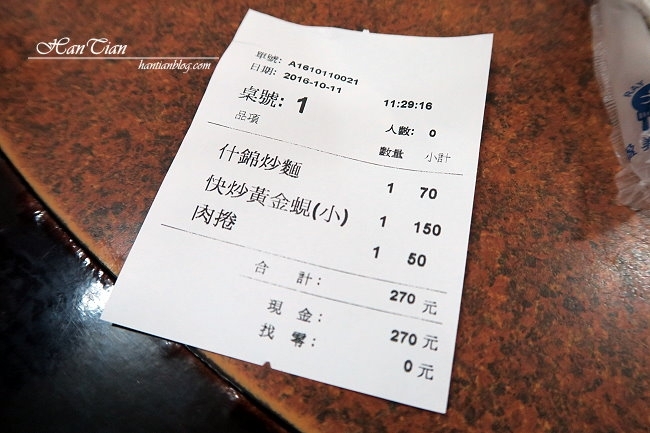 HanTian
hantianblog.com
單號: A1610110021
日期: 2016-10-11 11:29:16
桌號: 1 人數: 0
品項 數量 小計
什錦炒麵 1 70
快炒黃金蜆(小) 1 150
肉捲 1 50
合 計: 270 元
現 金: 270 元
找 零: 0 元